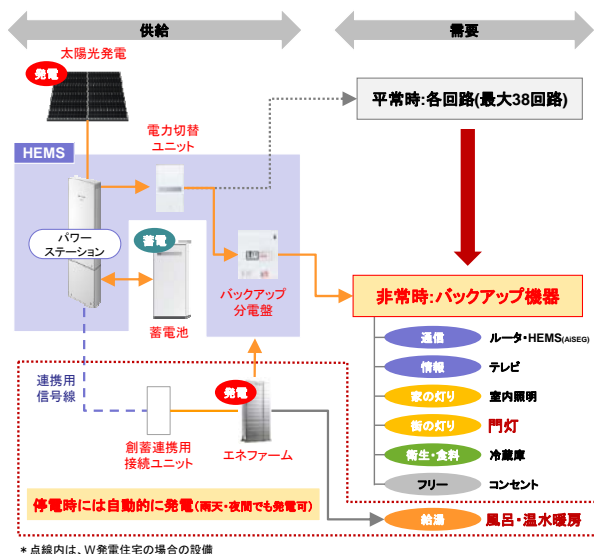 供給
需要
太陽光発電
発電
平常時:各回路(最大38回路)
電力切替
ユニット
HEMS
パワー
ステーション
蓄電
蓄電池
バックアップ
分電盤
非常時:バックアップ機器
通信
ルータ・HEMS(AiSEG)
情報
テレビ
家の灯り
室内照明
街の灯り
門灯
衛生・食料
冷蔵庫
フリー
コンセント
連携用
信号線
発電
創蓄連携用
接続ユニット
エネファーム
停電時には自動的に発電(雨天・夜間でも発電可)
給湯
風呂・温水暖房
*点線内は、W発電住宅の場合の設備